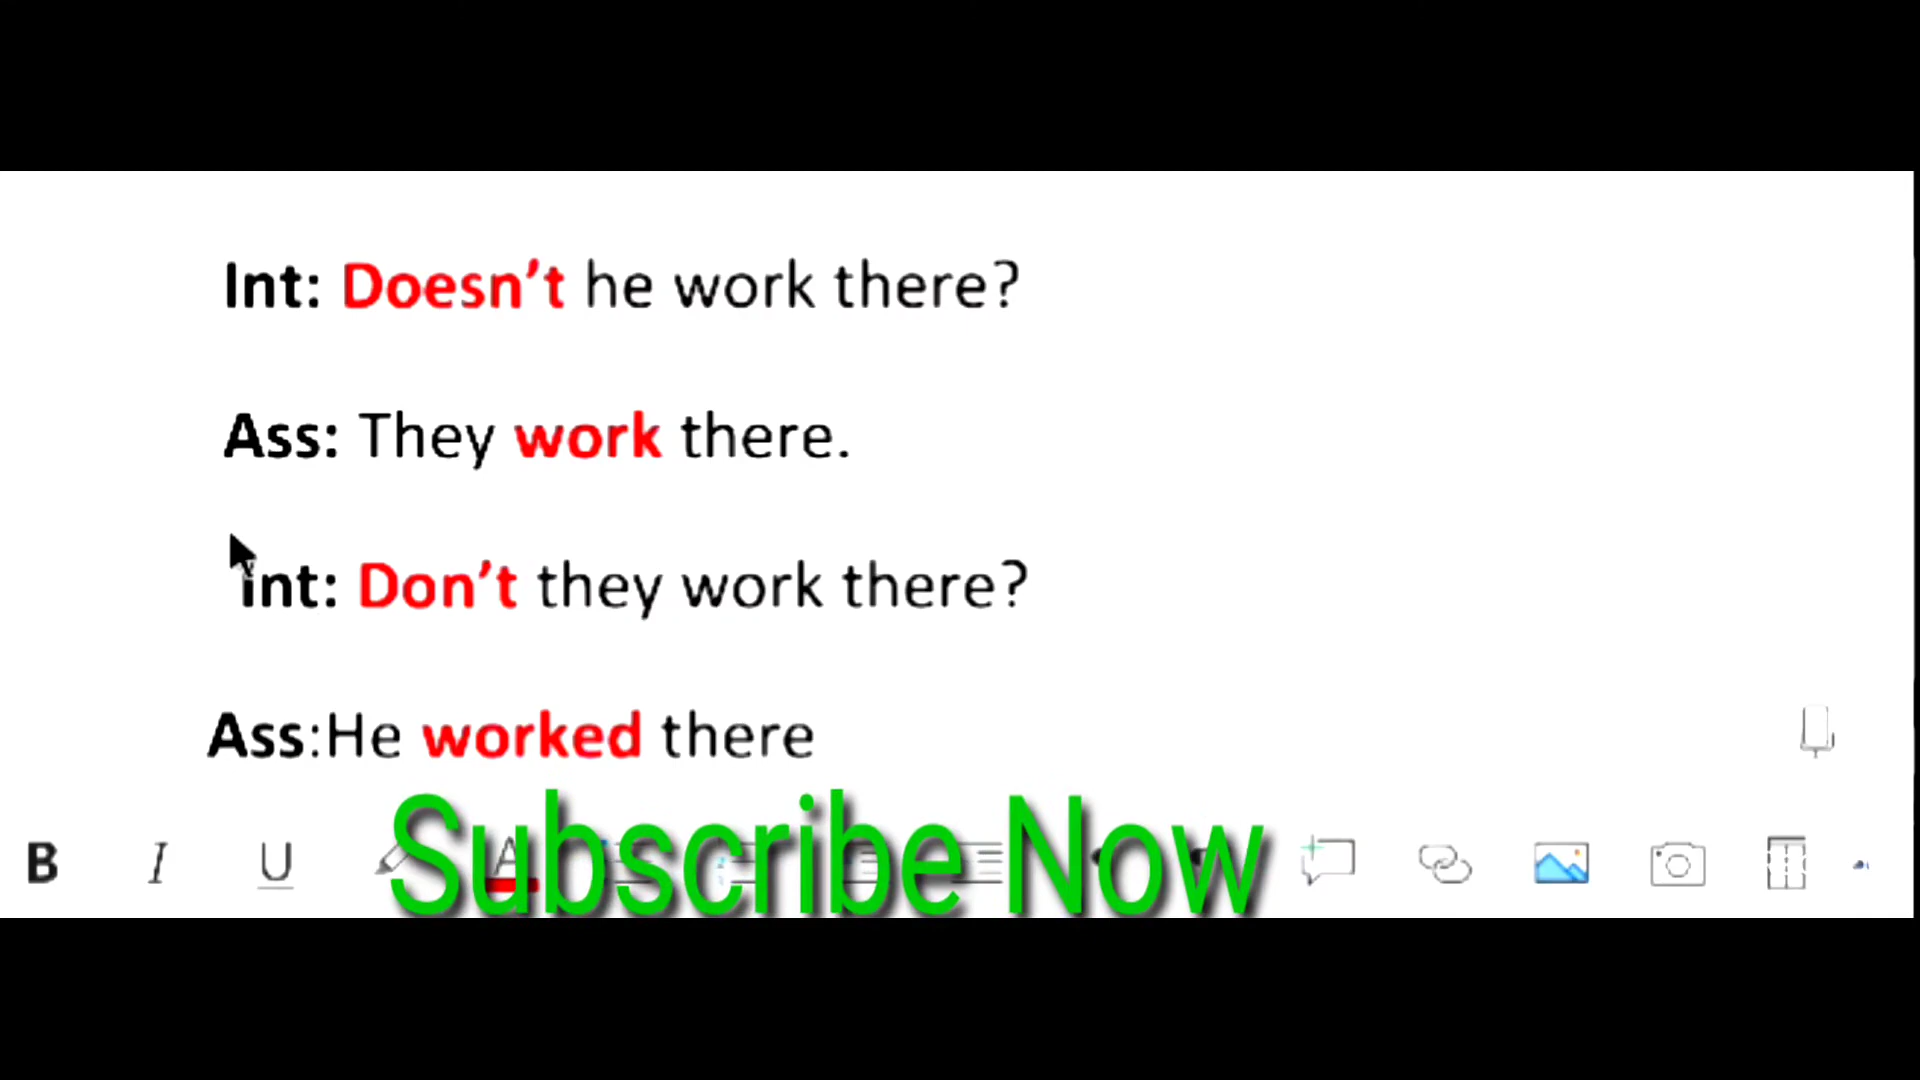 Int: Doesn’t he work there?
Ass: They work there.
Int: Don’t they work there?
Ass:He worked there
Subscribe Now
B I U A